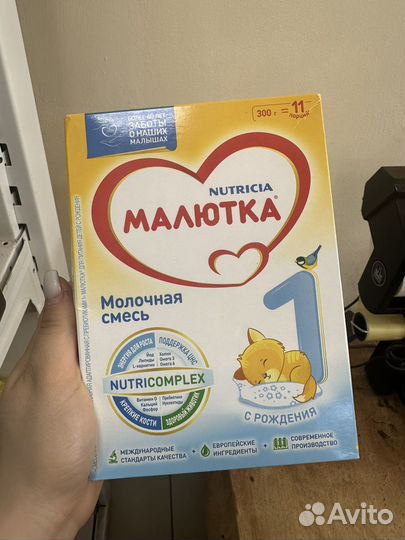 БОЛЕЕ 40 ЛЕТ
ЗАБОТЫ
О НАШИХ
МАЛЫШАХ
300 г = 11 порций
NUTRICIA
МАЛЮТКА®
Молочная
смесь
1
ЭНЕРГИЯ ДЛЯ РОСТА
ПОДДЕРЖКА ЦНС
Йод
Липиды
L-карнитин
Холин
Омега 3
Омега 6
NUTRICOMPLEX
Витамин D
Кальций
Фосфор
Пребиотики
Нуклеотиды
КРЕПКИЕ КОСТИ
ЗДОРОВЫЙ ЖИВОТИК
С РОЖДЕНИЯ
МЕЖДУНАРОДНЫЕ
СТАНДАРТЫ КАЧЕСТВА
+ ЕВРОПЕЙСКИЕ
ИНГРЕДИЕНТЫ
+ СОВРЕМЕННОЕ
ПРОИЗВОДСТВО
Avito